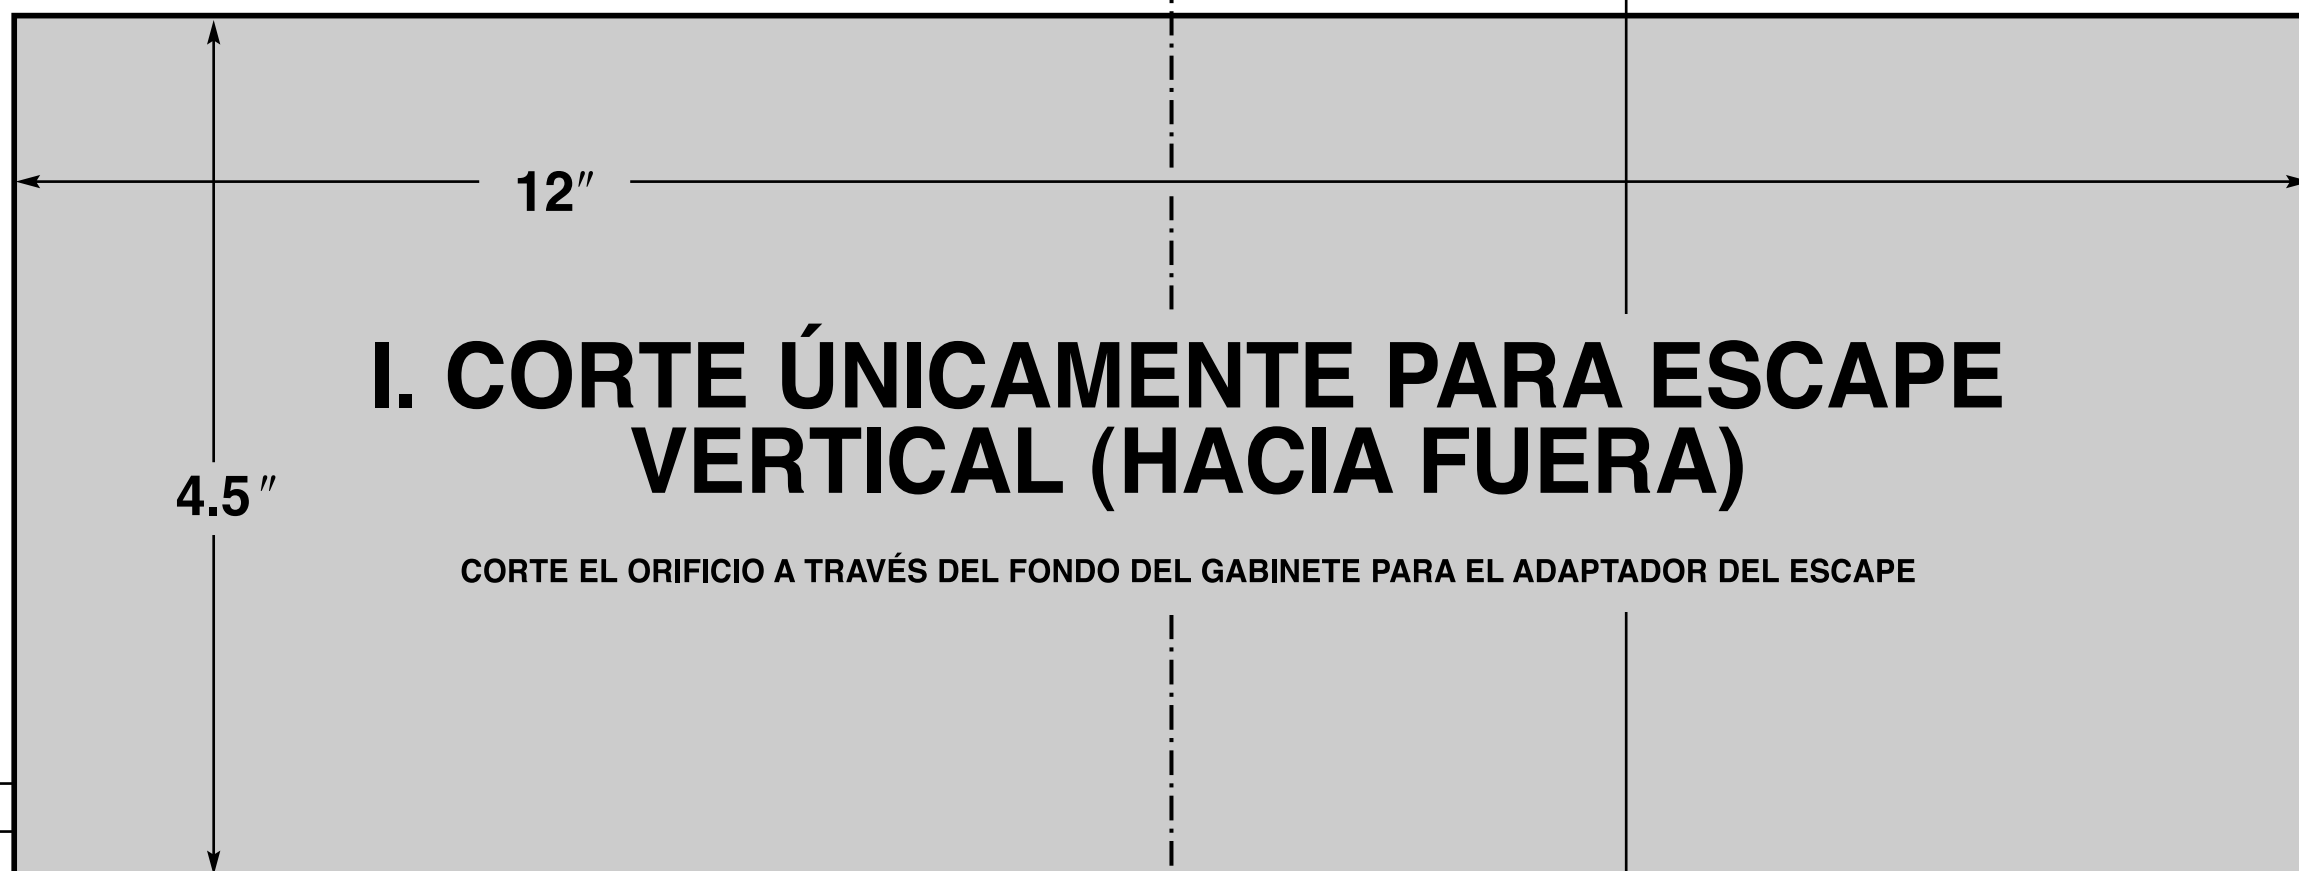 12″
I. CORTE ÚNICAMENTE PARA ESCAPE
VERTICAL (HACIA FUERA)
4.5″
CORTE EL ORIFICIO A TRAVÉS DEL FONDO DEL GABINETE PARA EL ADAPTADOR DEL ESCAPE